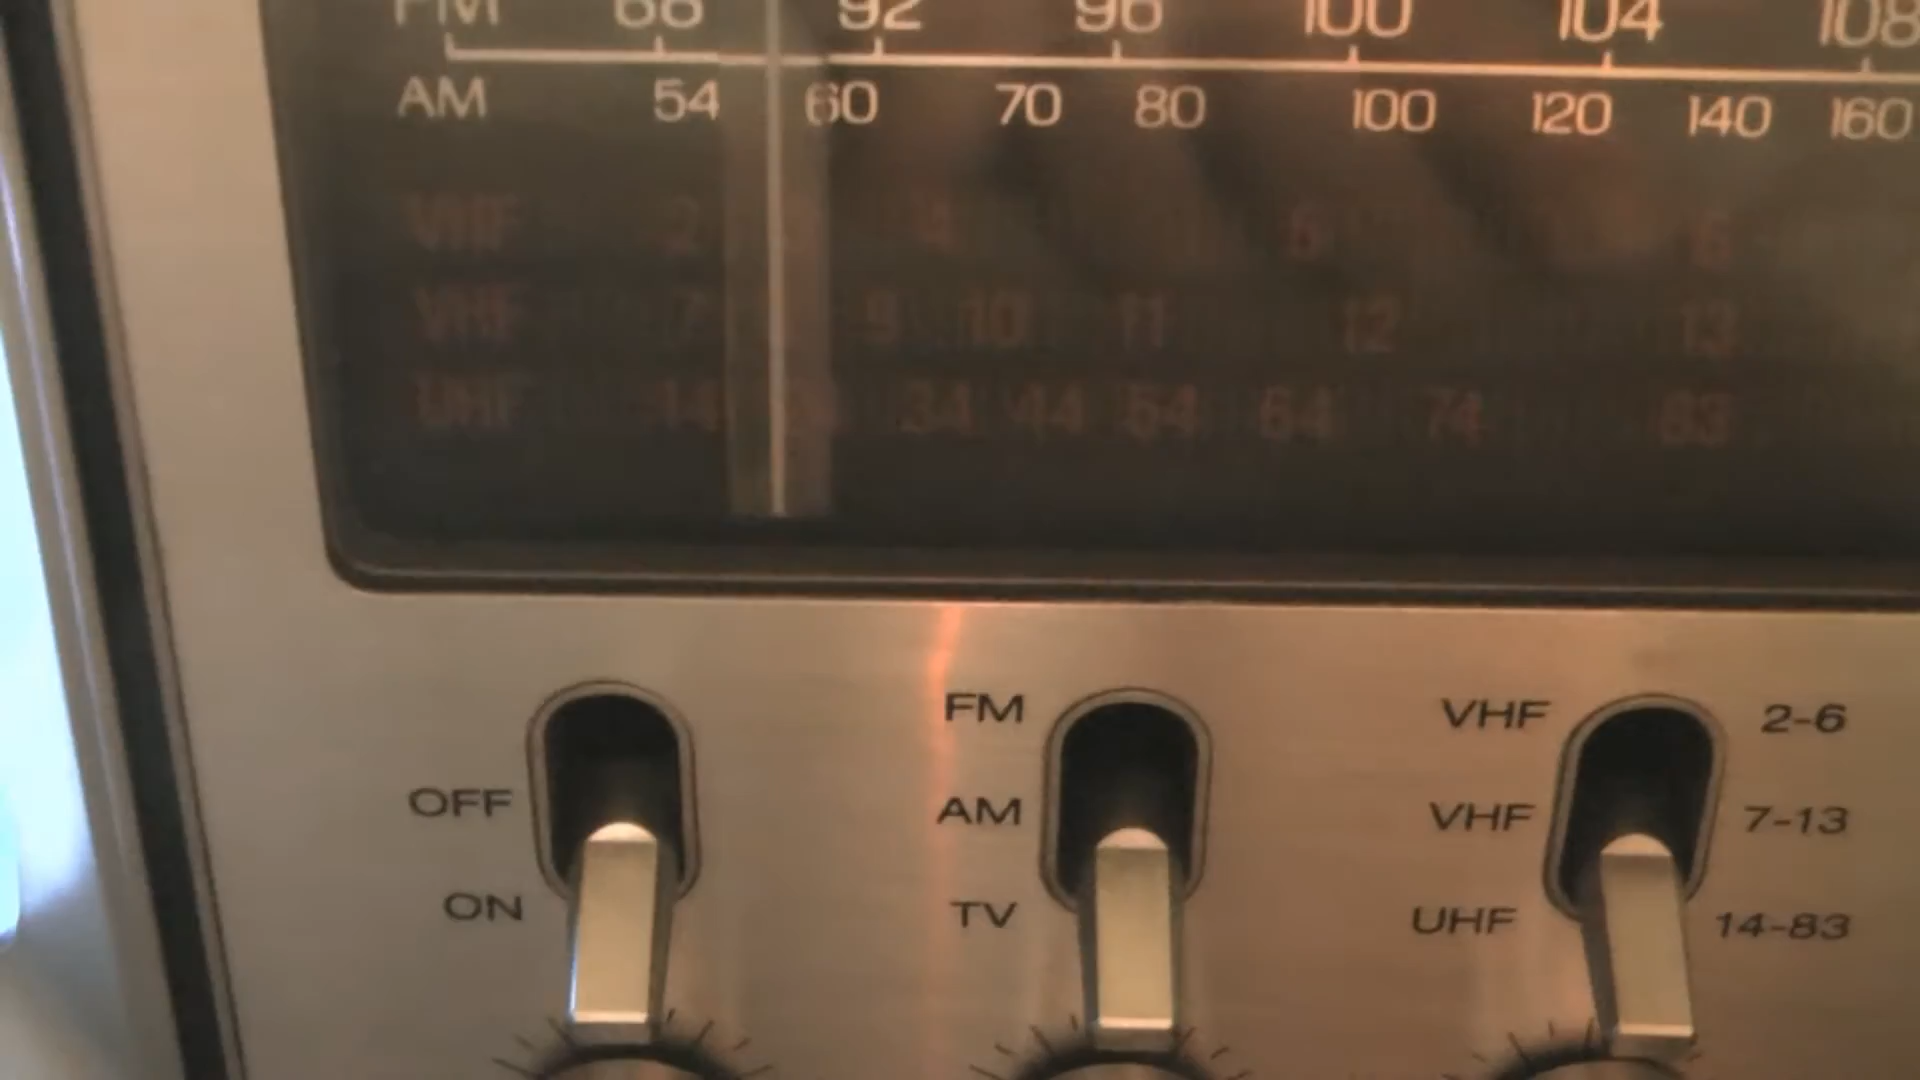 FM 88 92 96 100 104 108
AM 54 60 70 80 100 120 140 160
VHF 2 4 5 6
VHF 7 9 10 11 12 13
UHF 14 34 44 54 64 74 83
OFF
ON
FM
AM
TV
VHF 2-6
VHF 7-13
UHF 14-83